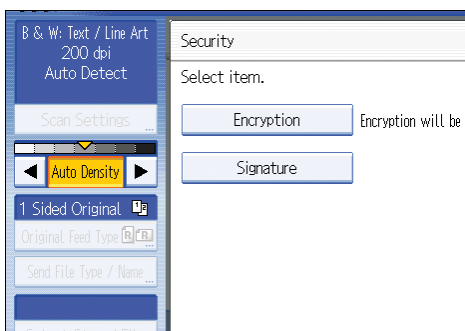 B & W: Text / Line Art
200 dpi
Auto Detect
Scan Settings
Auto Density
1 Sided Original
Original Feed Type
Send File Type / Name
Security
Select item.
Encryption
Encryption will be
Signature